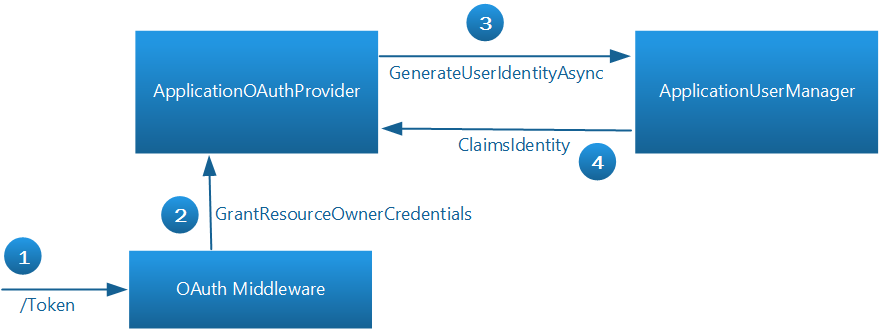 3
GenerateUserIdentityAsync
ApplicationOAuthProvider
ApplicationUserManager
ClaimsIdentity
4
2
GrantResourceOwnerCredentials
1
/Token
OAuth Middleware